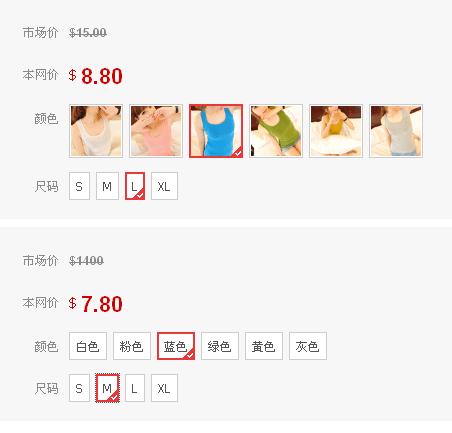 市场价 $15.00
本网价 $ 8.80
颜色
尺码 S M L XL
市场价 $1400
本网价 $ 7.80
颜色 白色 粉色 蓝色 绿色 黄色 灰色
尺码 S M L XL